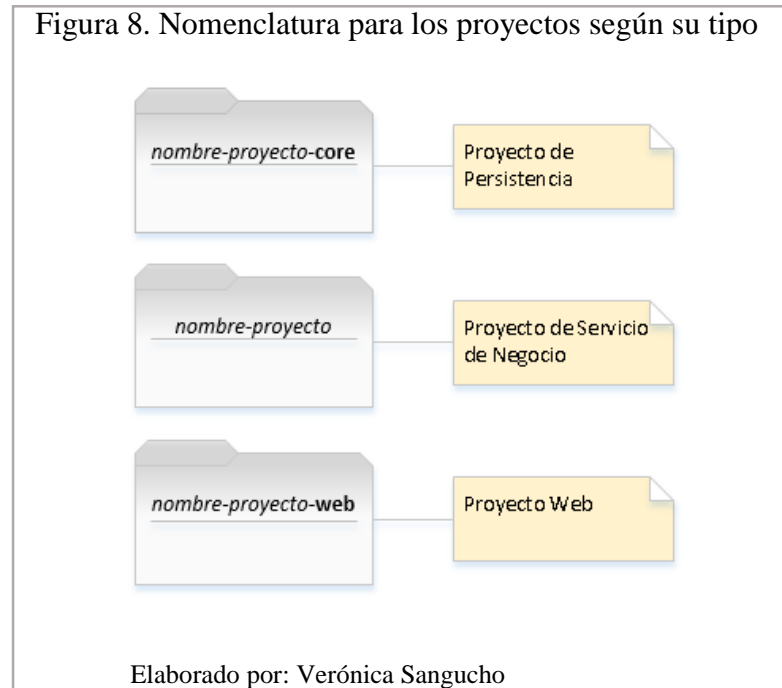 Figura 8. Nomenclatura para los proyectos según su tipo
nombre-proyecto-core
Proyecto de
Persistencia
nombre-proyecto
Proyecto de Servicio
de Negocio
nombre-proyecto-web
Proyecto Web
Elaborado por: Verónica Sangucho